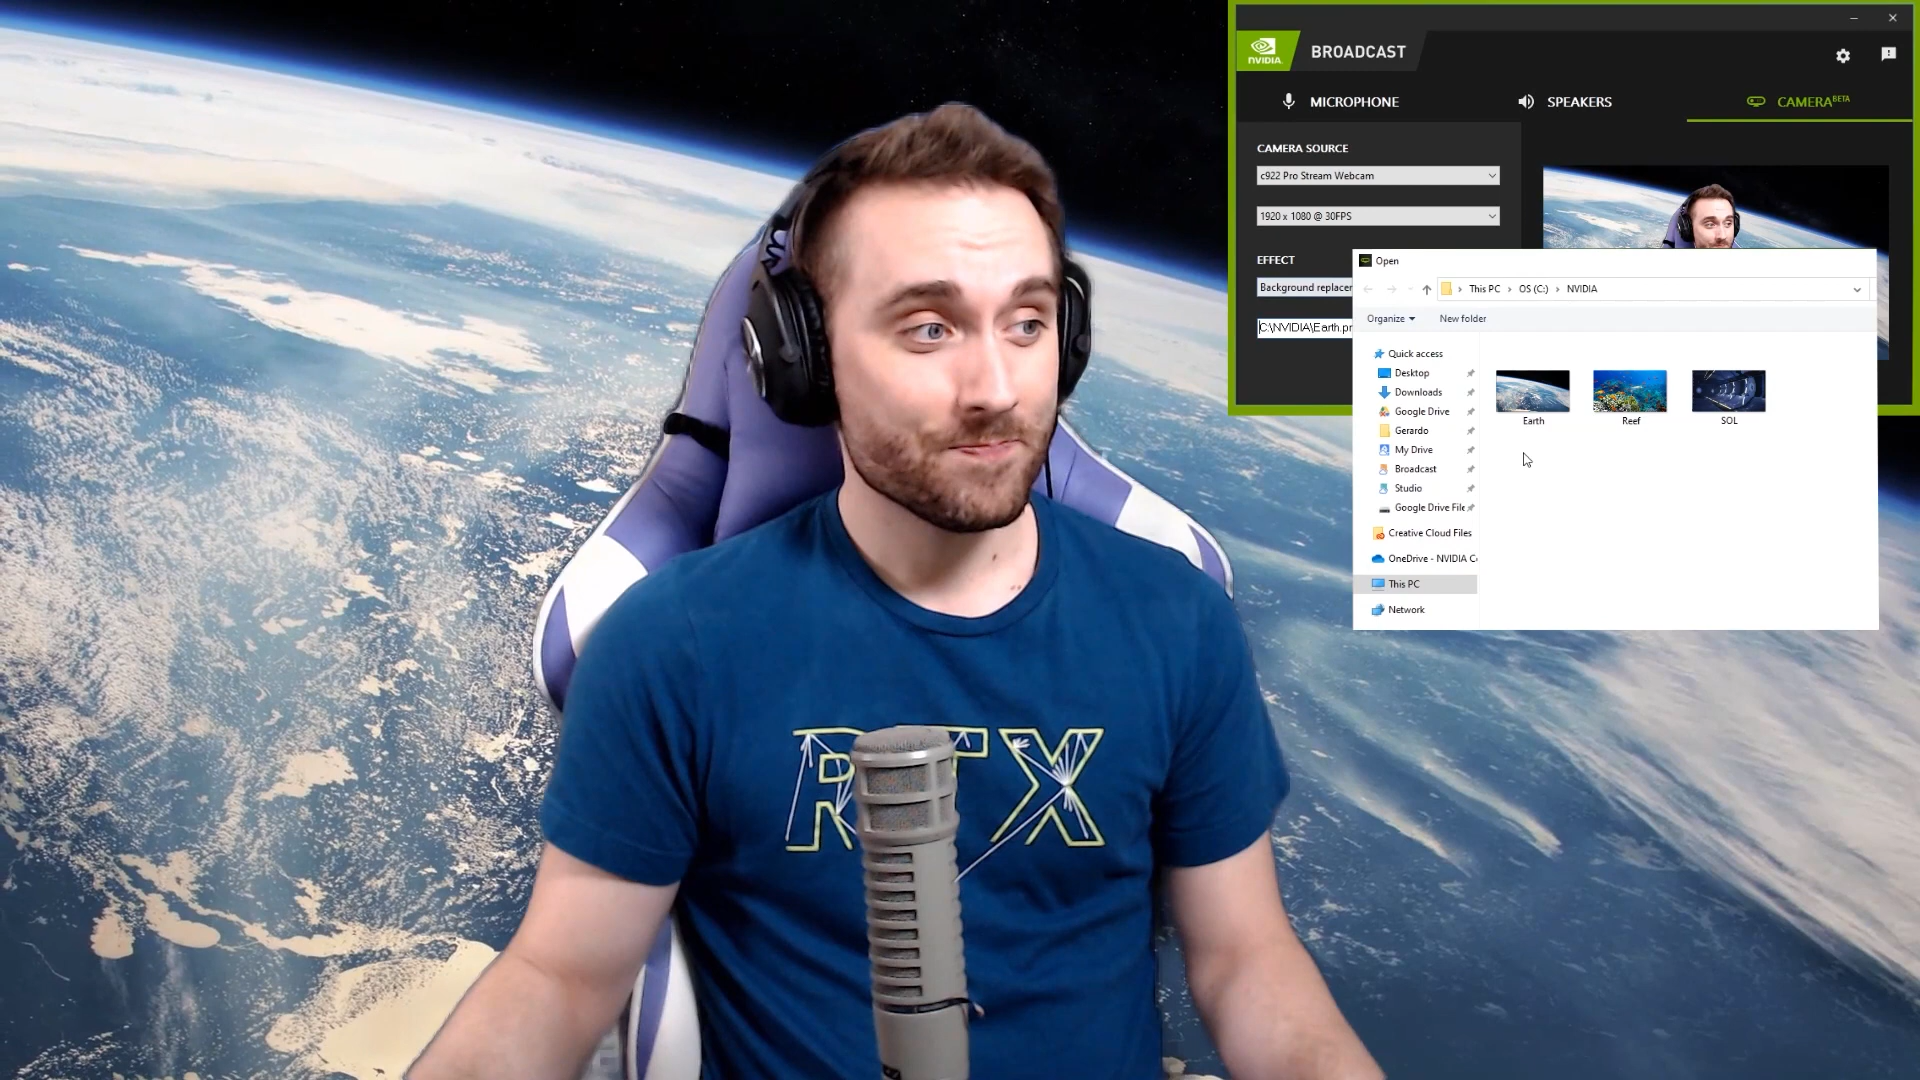 NVIDIA.
BROADCAST
MICROPHONE
SPEAKERS
CAMERA BETA
CAMERA SOURCE
c922 Pro Stream Webcam
1920 x 1080 @ 30FPS
EFFECT
Background replacer
C:\NVIDIA\Earth.pr
Open
This PC > OS (C:) > NVIDIA
Organize
New folder
Quick access
Desktop
Downloads
Google Drive
Gerardo
My Drive
Broadcast
Studio
Google Drive File
Creative Cloud Files
OneDrive - NVIDIA Co
This PC
Network
Earth
Reef
SOL
RTX